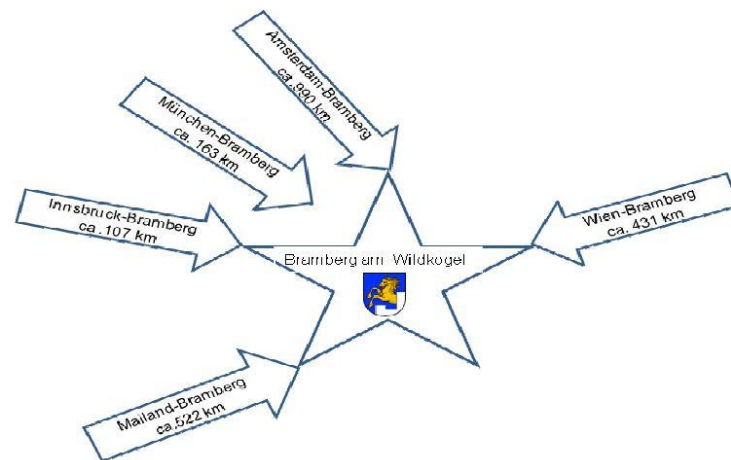 Amsterdam-Bramberg
ca .990 km
München-Bramberg
ca. 163 km
Innsbruck-Bramberg
ca .107 km
Wien-Bramberg
ca. 431 km
Bramberg am Wildkogel
Mailand-Bramberg
ca.522 km